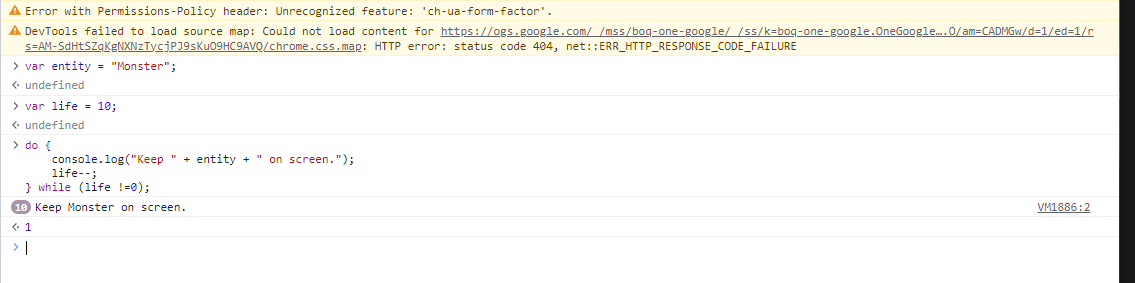 Error with Permissions-Policy header: Unrecognized feature: 'ch-ua-form-factor'.
DevTools failed to load source map: Could not load content for https://ogs.google.com/_/mss/boq-one-google/_/ss/k=boq-one-google.OneGoogle….O/am=CADMGw/d=1/ed=1/r
s=AM-SdHtSZqKgNXNzTycjPJ9sKuO9HC9AVQ/chrome.css.map: HTTP error: status code 404, net::ERR_HTTP_RESPONSE_CODE_FAILURE
> var entity = "Monster";
<· undefined
> var life = 10;
<· undefined
> do {
console.log("Keep " + entity + " on screen.");
life--;
} while (life !=0);
10 Keep Monster on screen. VM1886:2
<· 1
>